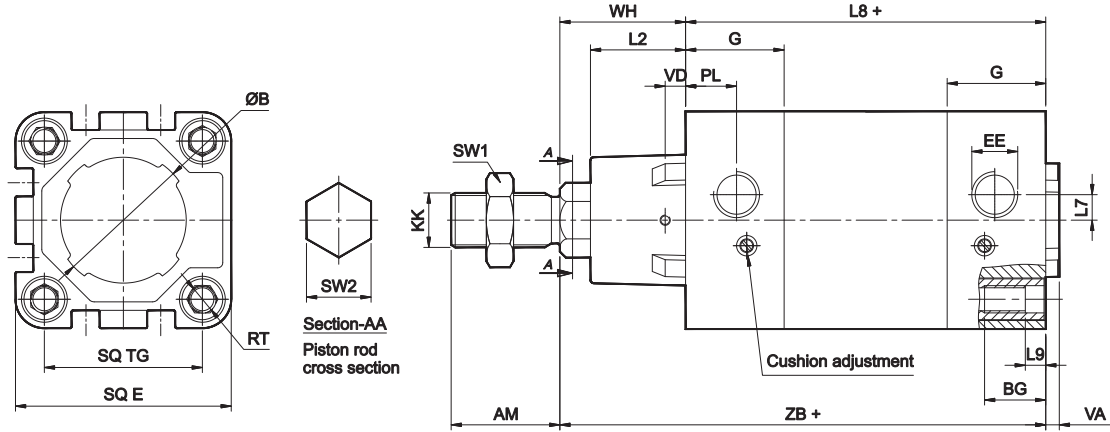 WH
L8 +
L2
G
VD
PL
G
ØB
SW1
A
EE
KK
L7
SW2
A
Section-AA
Piston rod
cross section
RT
SQ TG
SQ E
Cushion adjustment
L9
BG
AM
ZB +
VA